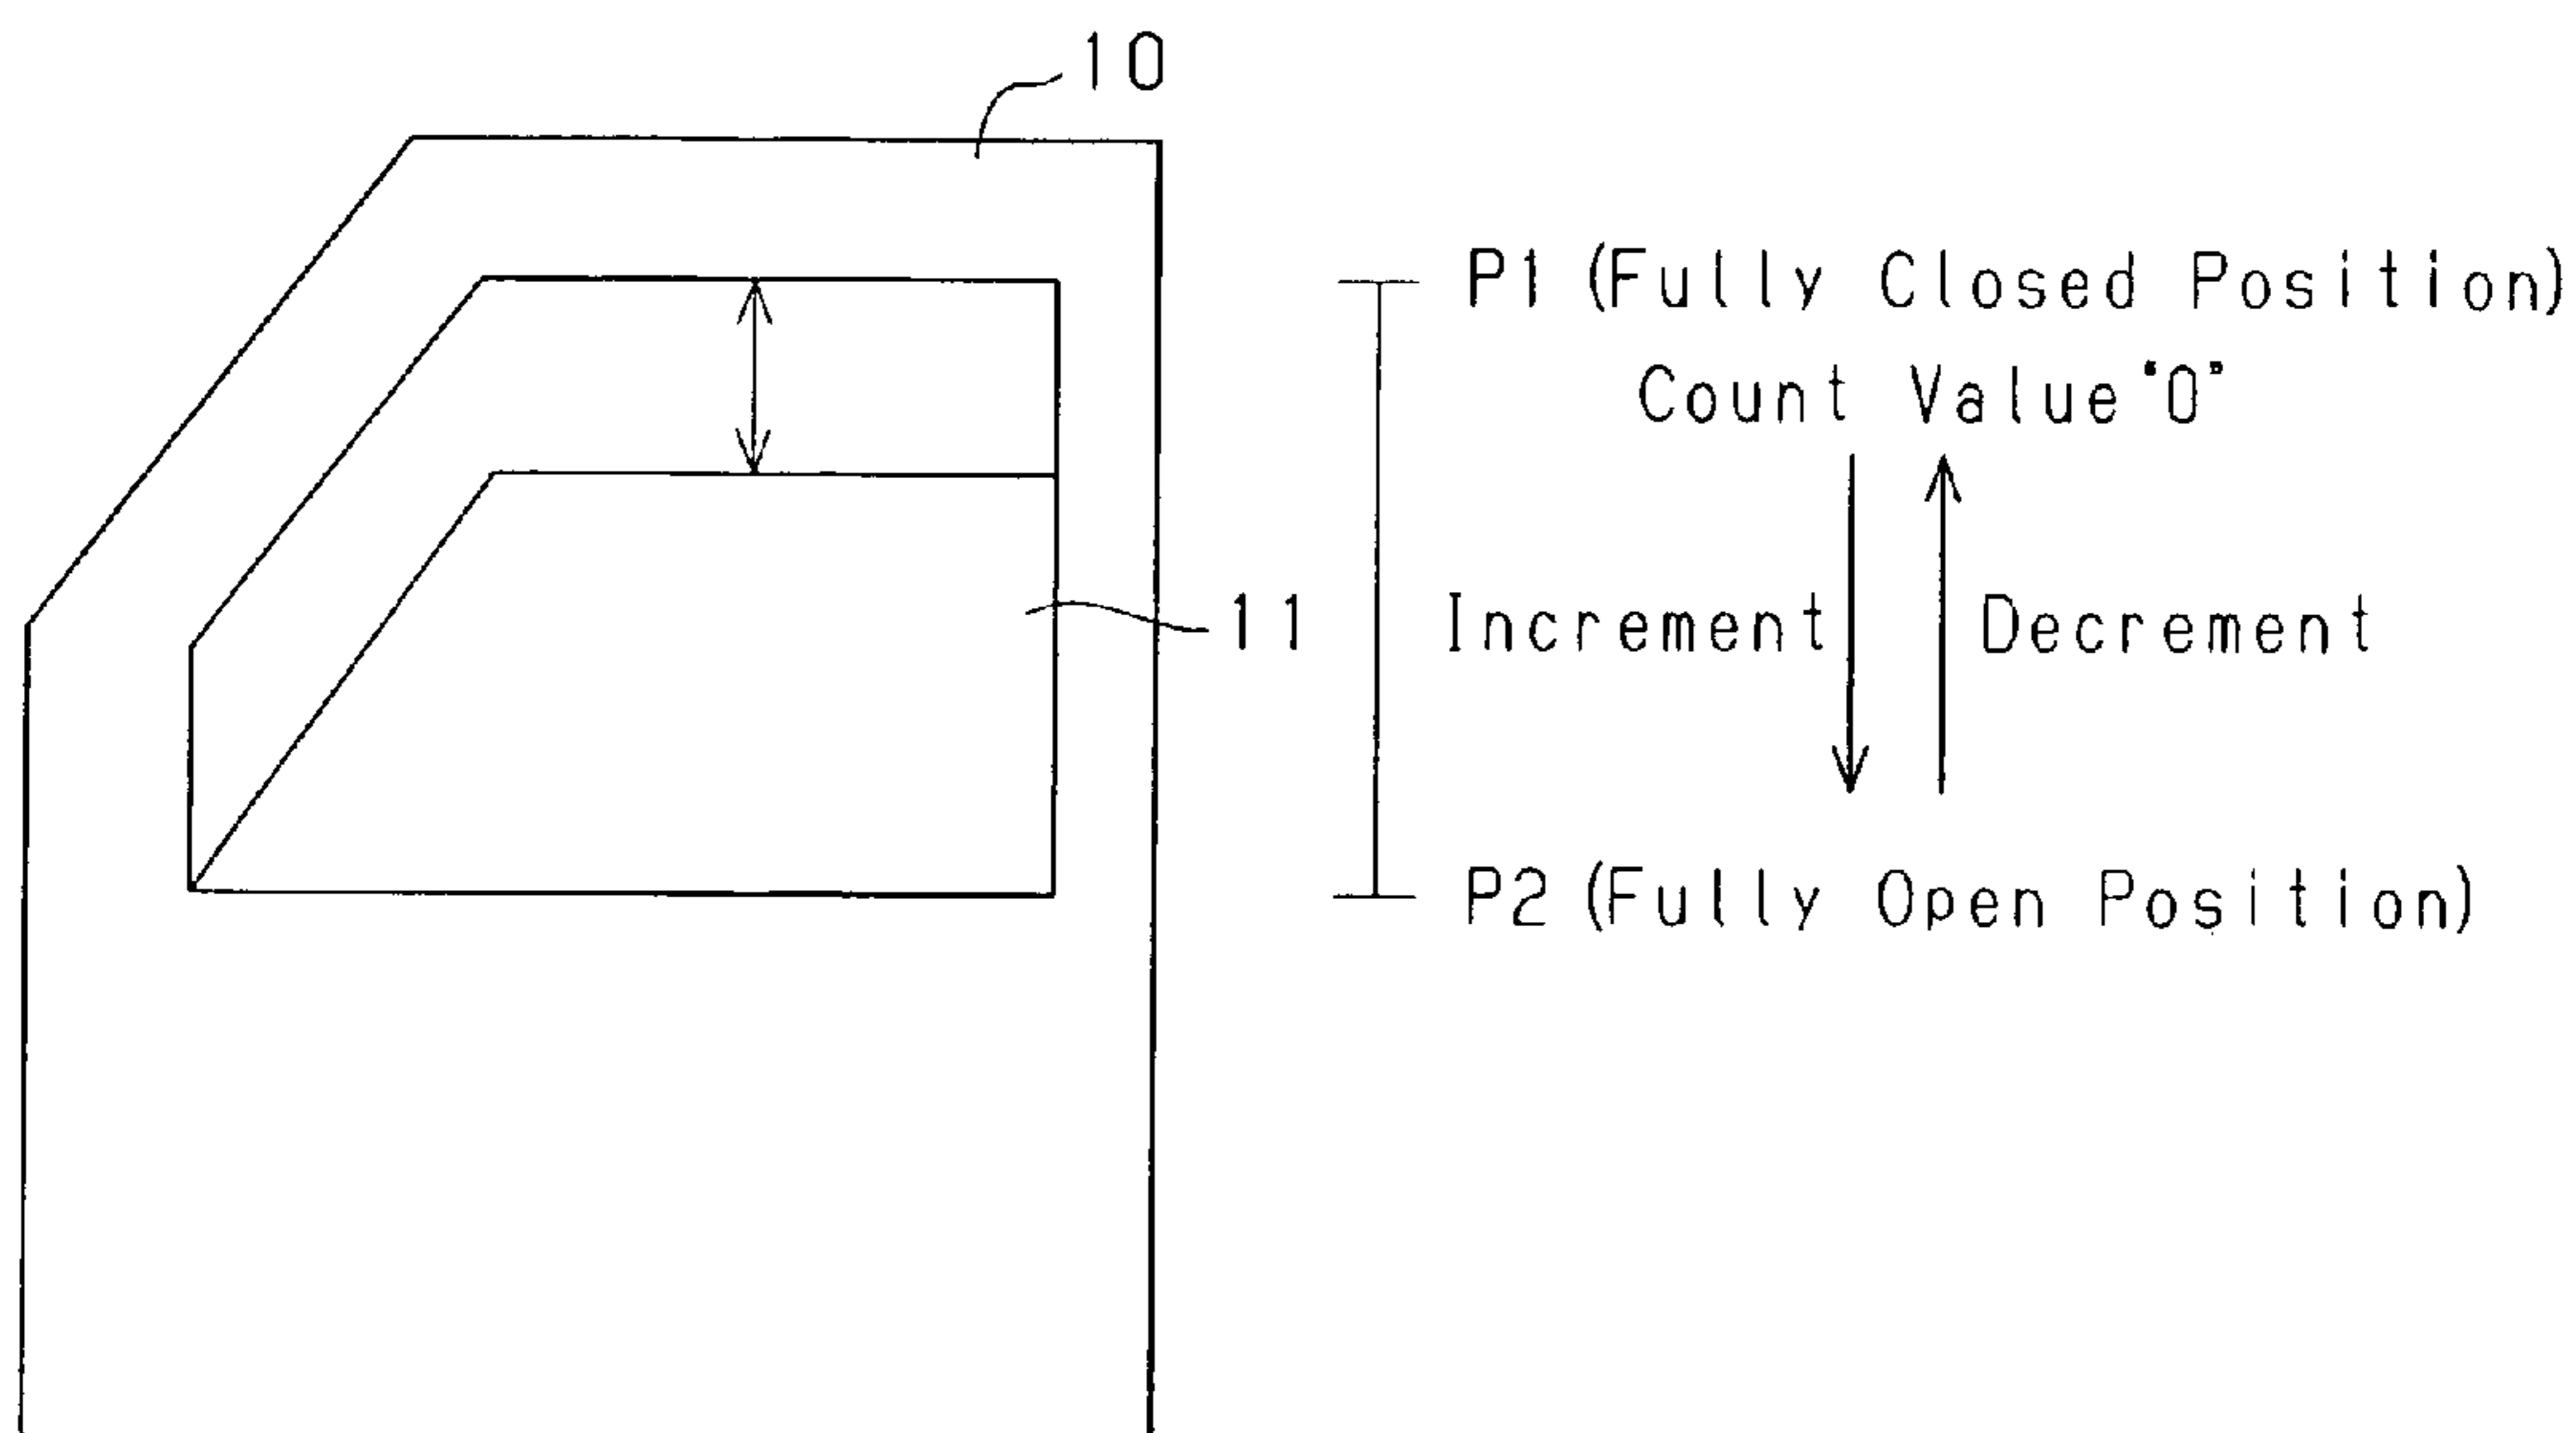 10
P1 (Fully Closed Position)
Count Value "0"
11
Increment
Decrement
P2 (Fully Open Position)